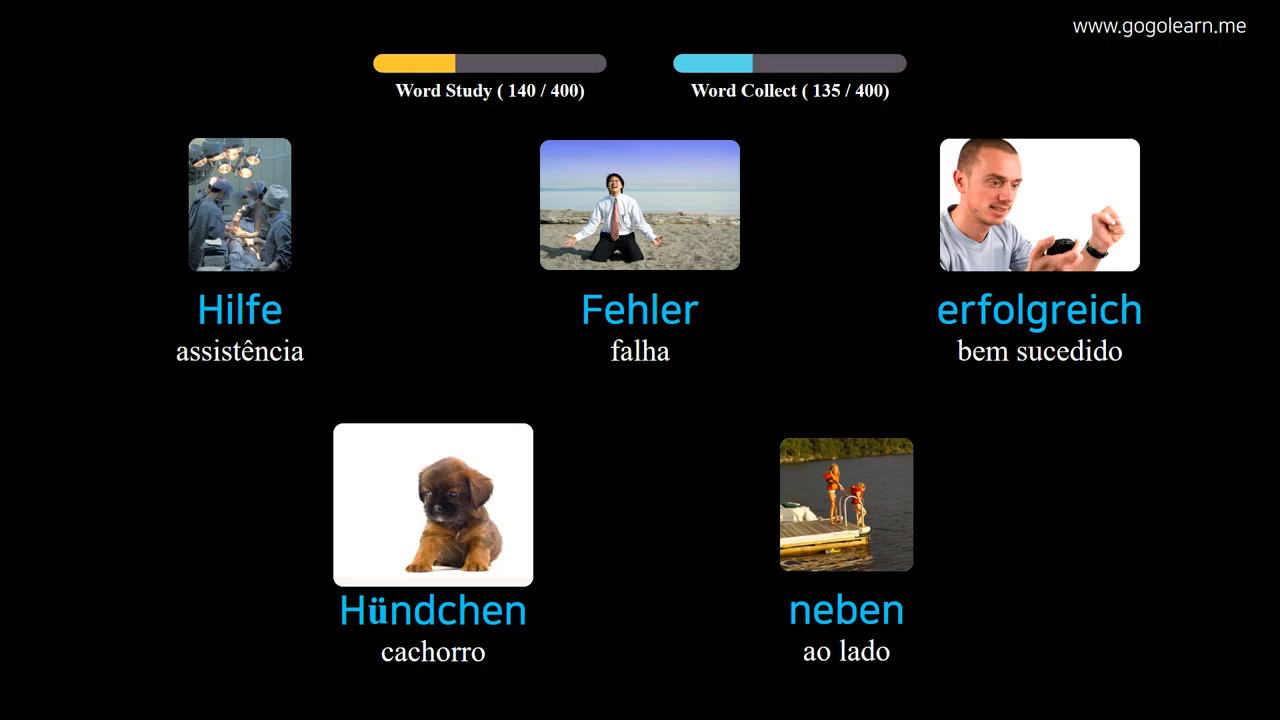 www.gogolearn.me
Word Study ( 140 / 400)
Word Collect ( 135 / 400)
Hilfe
assistência
Fehler
falha
erfolgreich
bem sucedido
Hündchen
cachorro
neben
ao lado